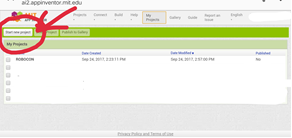 ai2.appinventor.mit.edu
Projects Connect Build Help My Projects Gallery Guide Report an Issue English
Start new project Publish to Gallery
My Projects
Name Date Created Date Modified Published
ROBODON Sep 24, 2017, 2:23:11 PM Sep 24, 2017, 2:57:00 PM No
Privacy Policy and Terms of Use